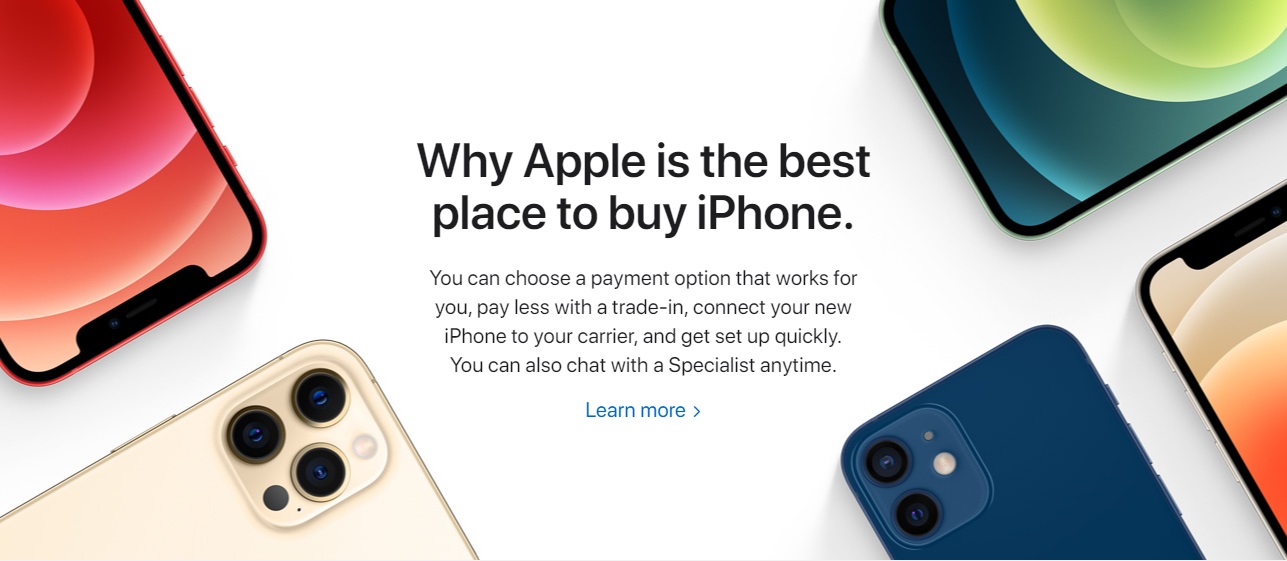 Why Apple is the best
place to buy iPhone.
You can choose a payment option that works for
you, pay less with a trade-in, connect your new
iPhone to your carrier, and get set up quickly.
You can also chat with a Specialist anytime.
Learn more >